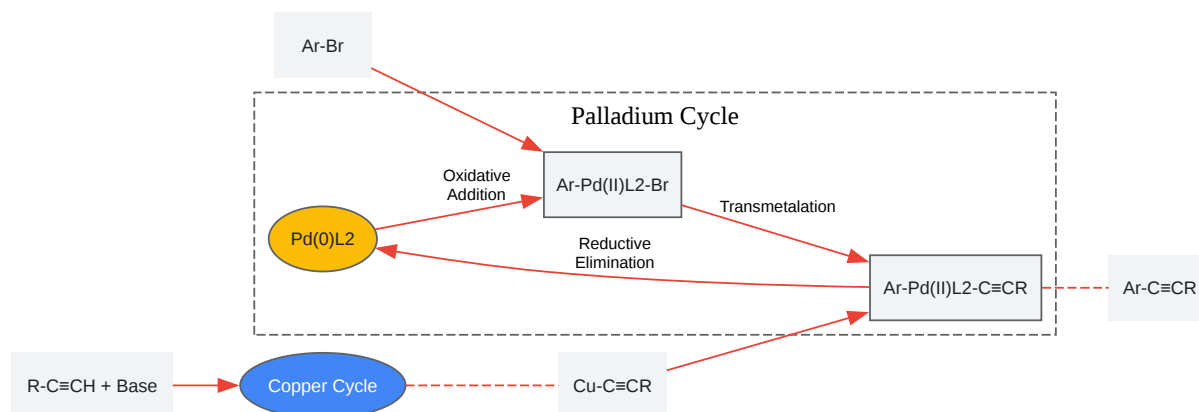 Ar-Br
Palladium Cycle
Oxidative
Addition
Ar-Pd(II)L2-Br
Transmetalation
Pd(0)L2
Reductive
Elimination
Ar-Pd(II)L2-C≡CR
Ar-C≡CR
R-C≡CH + Base
Copper Cycle
Cu-C≡CR